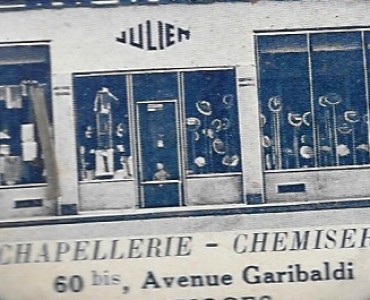 JULIEN
CHAPELLERIE - CHEMISER
60 bis, Avenue Garibaldi